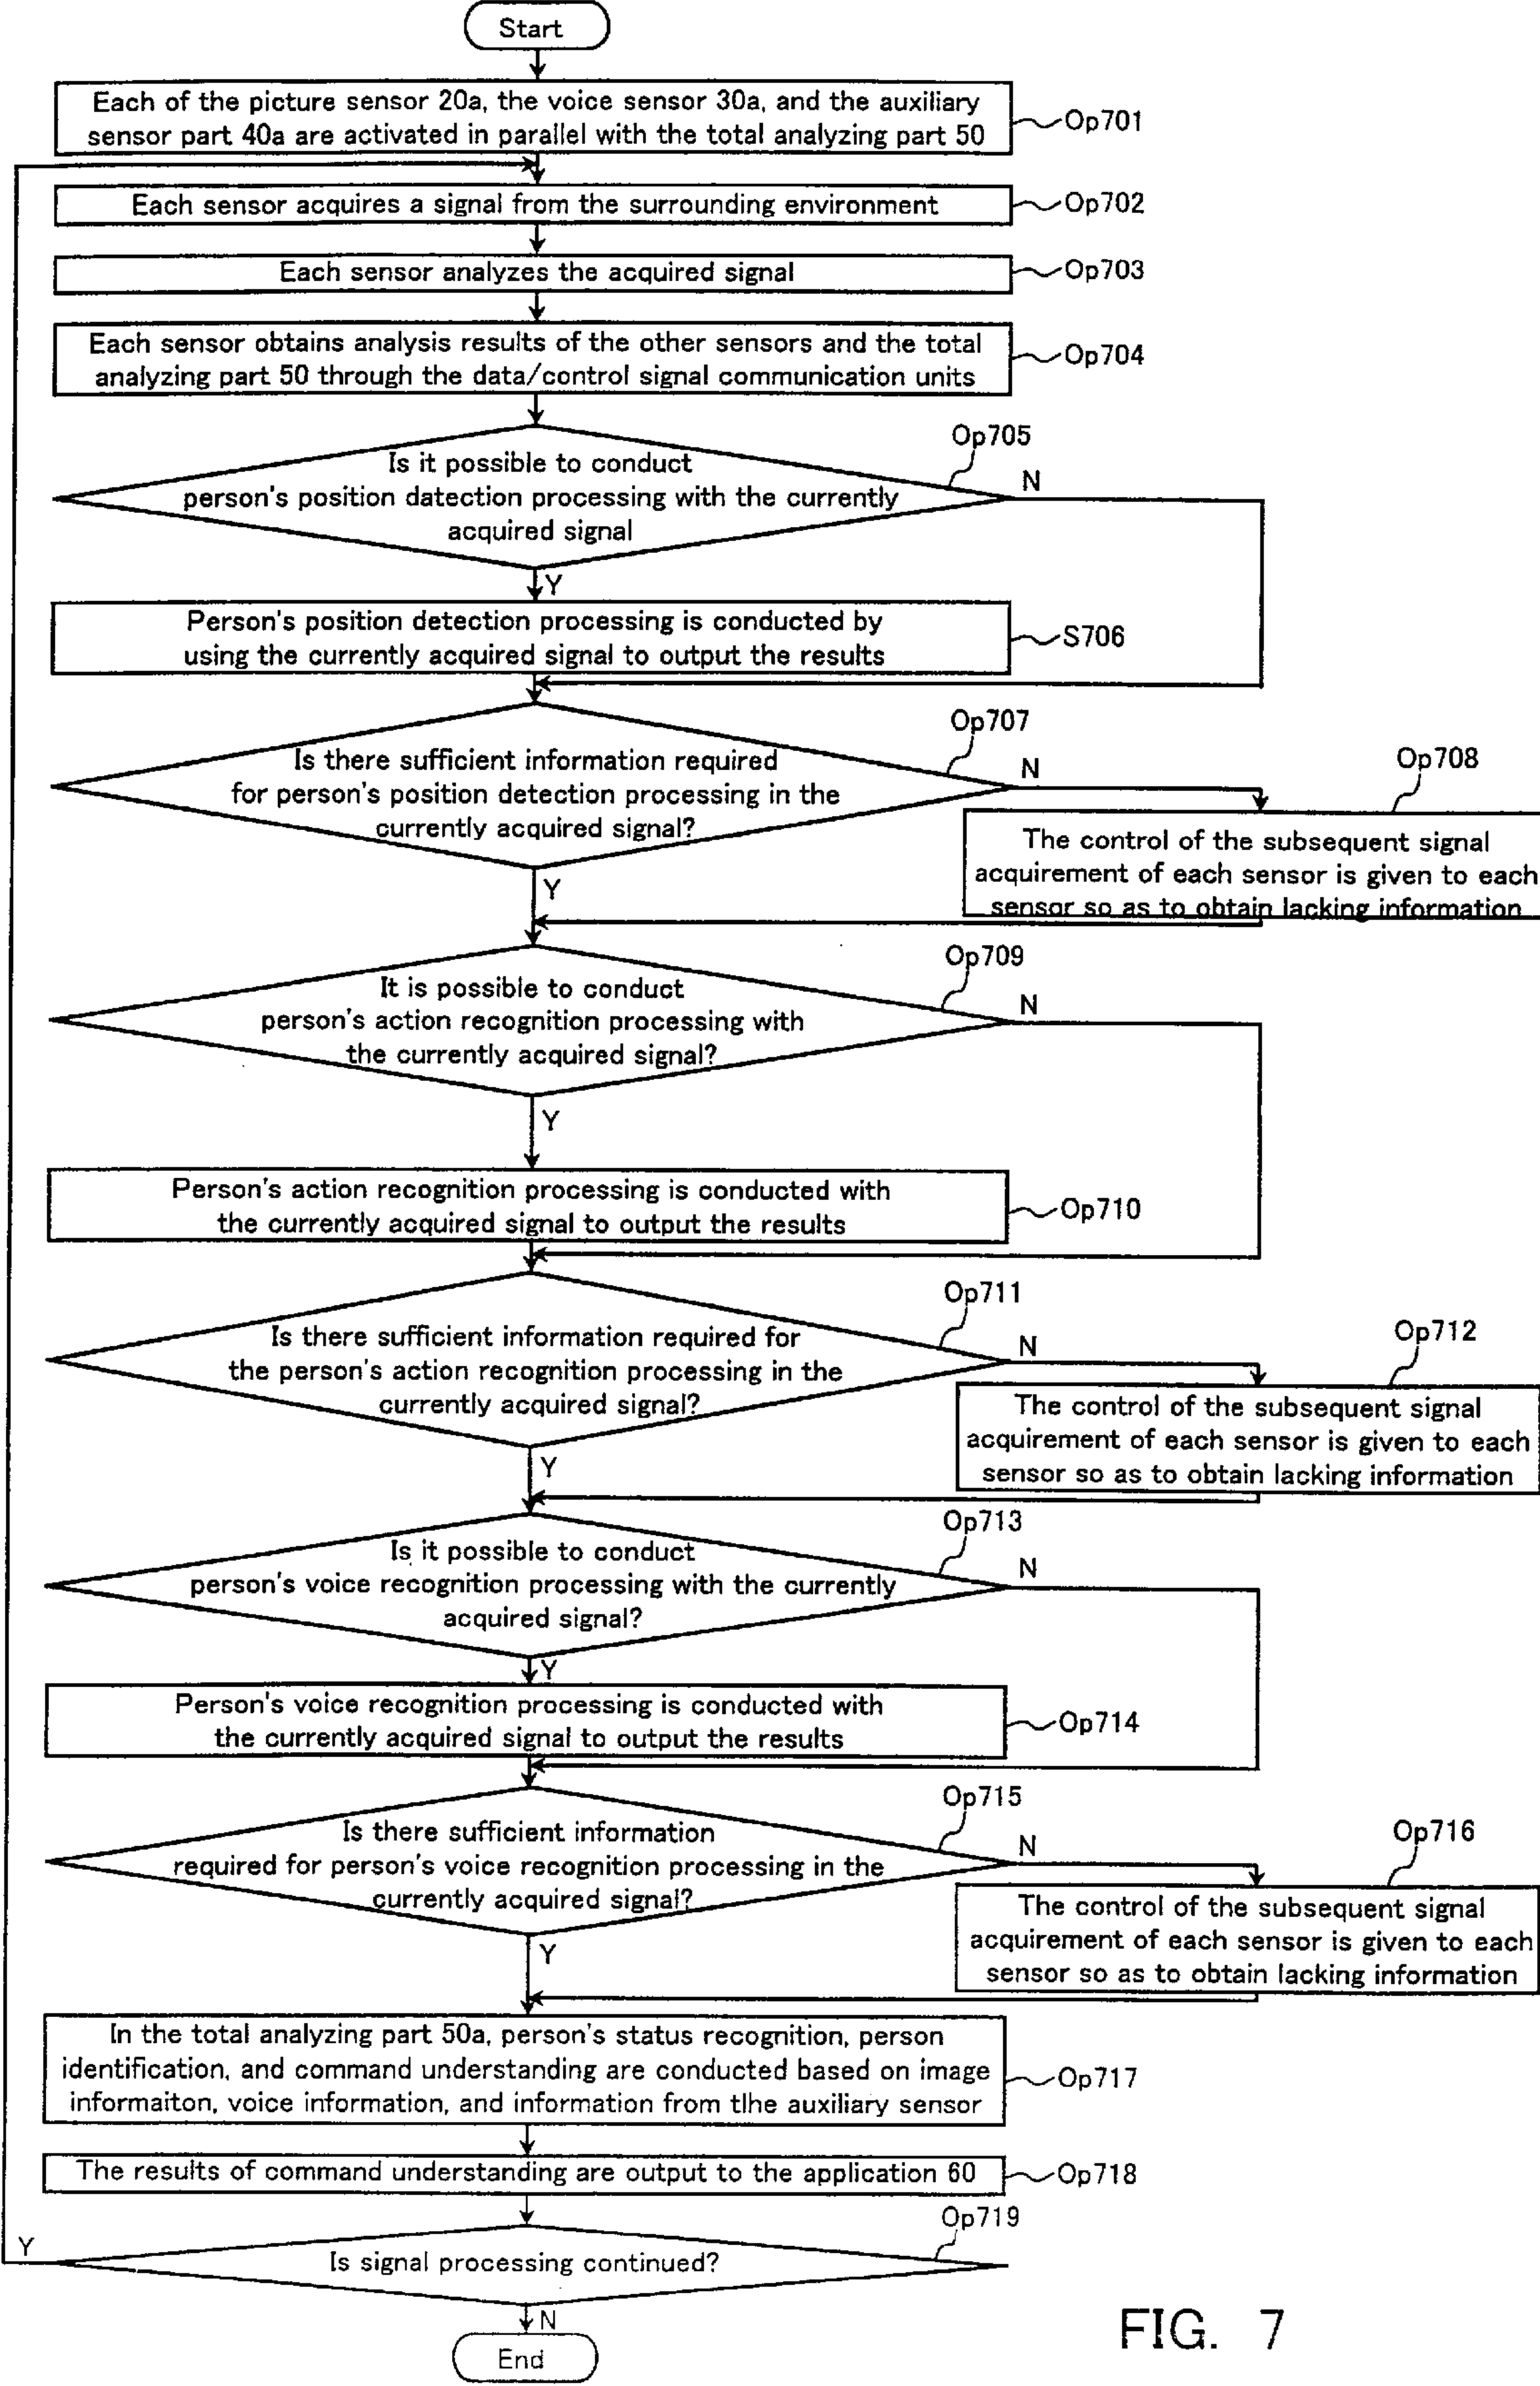 Start
Each of the picture sensor 20a, the voice sensor 30a, and the auxiliary
sensor part 40a are activated in parallel with the total analyzing part 50
Op701
Each sensor acquires a signal from the surrounding environment
Op702
Each sensor analyzes the acquired signal
Op703
Each sensor obtains analysis results of the other sensors and the total
analyzing part 50 through the data/control signal communication units
Op704
Op705
Is it possible to conduct
person's position datection processing with the currently
acquired signal
N
Y
Person's position detection processing is conducted by
using the currently acquired signal to output the results
S706
Op707
Is there sufficient information required
for person's position detection processing in the
currently acquired signal?
N
Y
Op708
The control of the subsequent signal
acquirement of each sensor is given to each
sensor so as to obtain lacking information
Op709
It is possible to conduct
person's action recognition processing with
the currently acquired signal?
N
Y
Person's action recognition processing is conducted with
the currently acquired signal to output the results
Op710
Op711
Is there sufficient information required for
the person's action recognition processing in the
currently acquired signal?
N
Y
Op712
The control of the subsequent signal
acquirement of each sensor is given to each
sensor so as to obtain lacking information
Op713
Is it possible to conduct
person's voice recognition processing with the currently
acquired signal?
N
Y
Person's voice recognition processing is conducted with
the currently acquired signal to output the results
Op714
Op715
Is there sufficient information
required for person's voice recognition processing in the
currently acquired signal?
N
Y
Op716
The control of the subsequent signal
acquirement of each sensor is given to each
sensor so as to obtain lacking information
In the total analyzing part 50a, person's status recognition, person
identification, and command understanding are conducted based on image
informaiton, voice information, and information from tlhe auxiliary sensor
Op717
The results of command understanding are output to the application 60
Op718
Op719
Is signal processing continued?
Y
N
End
FIG. 7